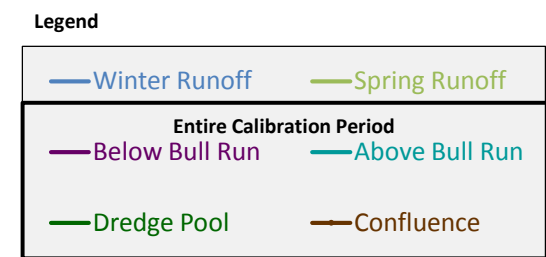 Legend
Winter Runoff Spring Runoff
Entire Calibration Period
Below Bull Run Above Bull Run
Dredge Pool Confluence